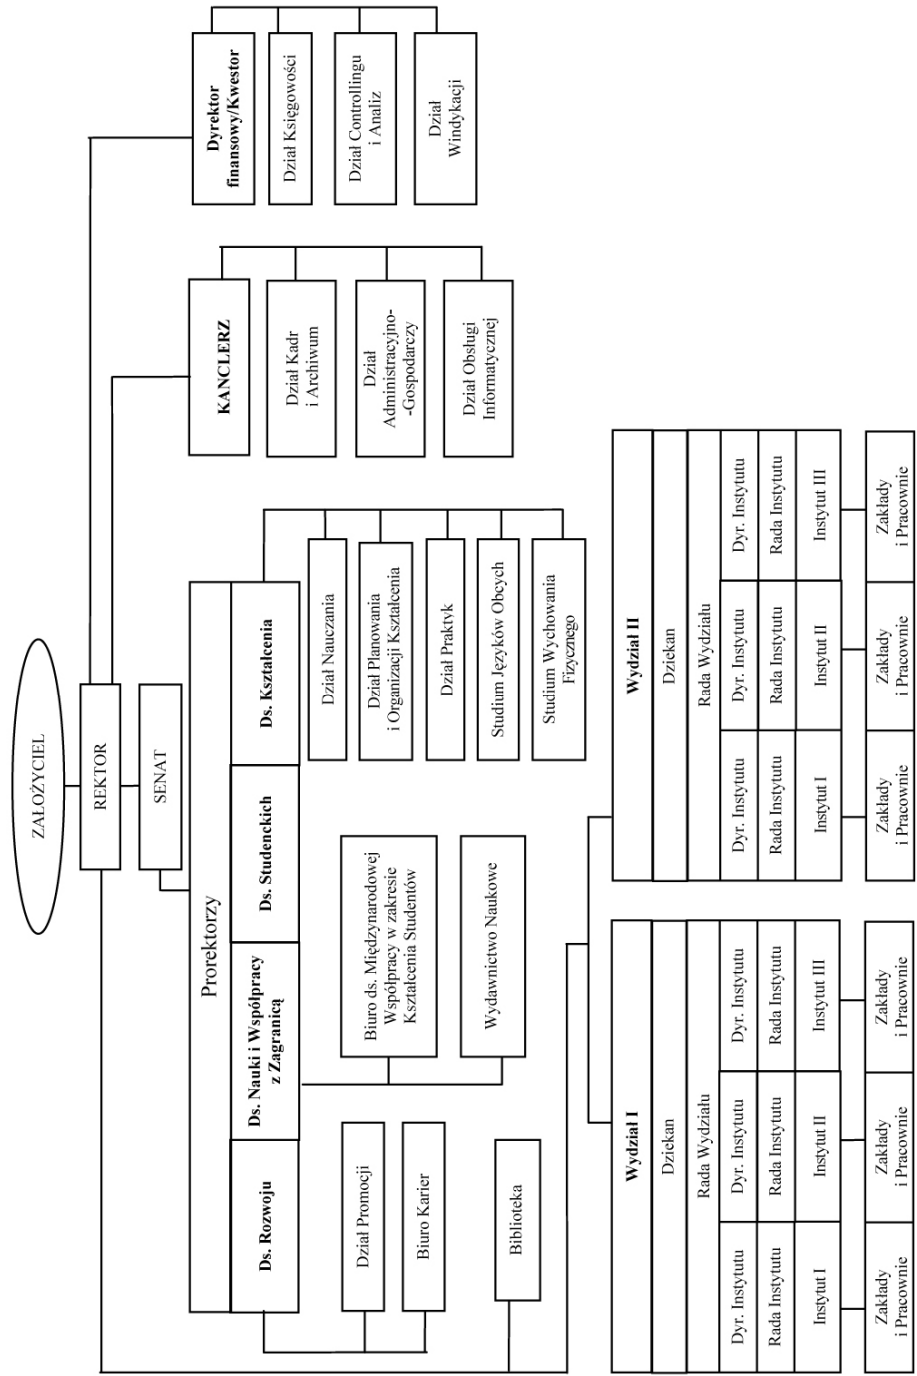 ZAŁOŻYCIEL
REKTOR
SENAT
Prorektorzy
Ds. Rozwoju
Ds. Nauki i Współpracy
z Zagranicą
Ds. Studenckich
Ds. Kształcenia
Dział Promocji
Biuro Karier
Biblioteka
Biuro ds. Międzynarodowej
Współpracy w zakresie
Kształcenia Studentów
Wydawnictwo Naukowe
Dział Nauczania
Dział Planowania
i Organizacji Kształcenia
Dział Praktyk
Studium Języków Obcych
Studium Wychowania
Fizycznego
KANCLERZ
Dział Kadr
i Archiwum
Dział
Administracyjno-
-Gospodarczy
Dział Obsługi
Informatycznej
Dyrektor
finansowy/Kwestor
Dział Księgowości
Dział Controllingu
i Analiz
Dział
Windykacji
Wydział I
Dziekan
Rada Wydziału
Dyr. Instytutu
Dyr. Instytutu
Dyr. Instytutu
Rada Instytutu
Rada Instytutu
Rada Instytutu
Instytut I
Instytut II
Instytut III
Zakłady
i Pracownie
Zakłady
i Pracownie
Zakłady
i Pracownie
Wydział II
Dziekan
Rada Wydziału
Dyr. Instytutu
Dyr. Instytutu
Dyr. Instytutu
Rada Instytutu
Rada Instytutu
Rada Instytutu
Instytut I
Instytut II
Instytut III
Zakłady
i Pracownie
Zakłady
i Pracownie
Zakłady
i Pracownie